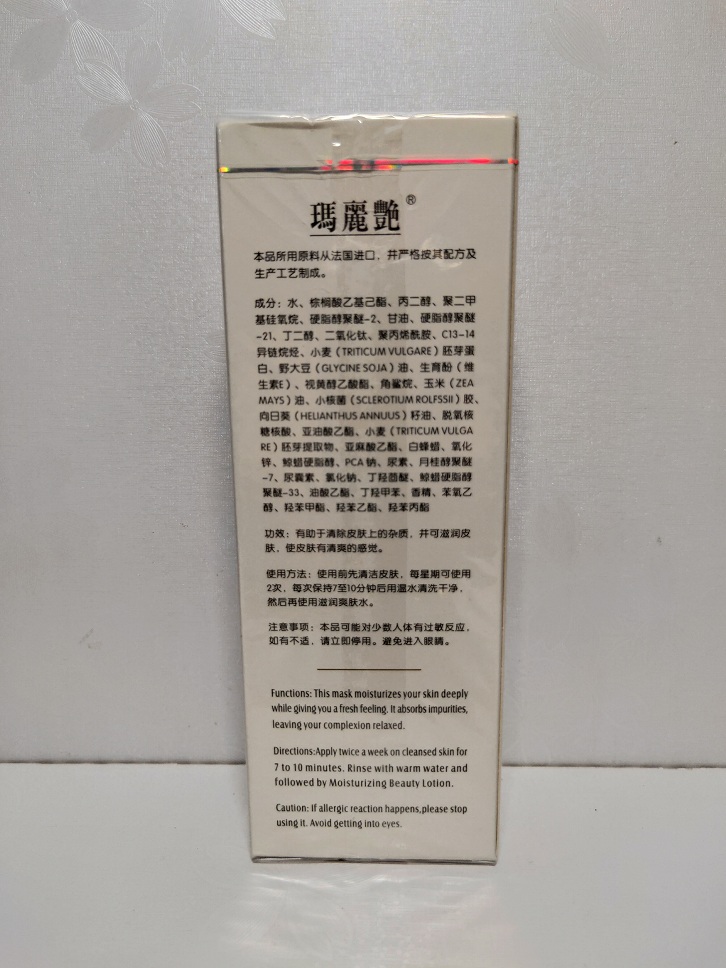 瑪麗艷®
本品所用原料从法国进口，并严格按其配方及
生产工艺制成。
成分：水、棕榈酸乙基己酯、丙二醇、聚二甲
基硅氧烷、硬脂醇聚醚-2、甘油、硬脂醇聚醚
-21、丁二醇、二氧化钛、聚丙烯酰胺、C13-14
异链烷烃、小麦（TRITICUM VULGARE）胚芽蛋
白、野大豆（GLYCINE SOJA）油、生育酚（维
生素E）、视黄醇乙酸酯、角鲨烷、玉米（ZEA
MAYS）油、小核菌（SCLEROTIUM ROLFSSII）胶、
向日葵（HELIANTHUS ANNUUS）籽油、脱氧核
糖核酸、亚油酸乙酯、小麦（TRITICUM VULGA
RE）胚芽提取物、亚麻酸乙酯、白蜂蜡、氧化
锌、鲸蜡硬脂醇、PCA 钠、尿素、月桂醇聚醚
-7、尿囊素、氯化钠、丁羟茴醚、鲸蜡硬脂醇
聚醚-33、油酸乙酯、丁羟甲苯、香精、苯氧乙
醇、羟苯甲酯、羟苯乙酯、羟苯丙酯
功效：有助于清除皮肤上的杂质，并可滋润皮
肤，使皮肤有清爽的感觉。
使用方法：使用前先清洁皮肤，每星期可使用
2次，每次保持7至10分钟后用温水清洗干净，
然后再使用滋润爽肤水。
注意事项：本品可能对少数人体有过敏反应，
如有不适，请立即停用。避免进入眼睛。
Functions: This mask moisturizes your skin deeply
while giving you a fresh feeling. It absorbs impurities,
leaving your complexion relaxed.
Directions:Apply twice a week on cleansed skin for
7 to 10 minutes. Rinse with warm water and
followed by Moisturizing Beauty Lotion.
Caution: If allergic reaction happens,please stop
using it. Avoid getting into eyes.